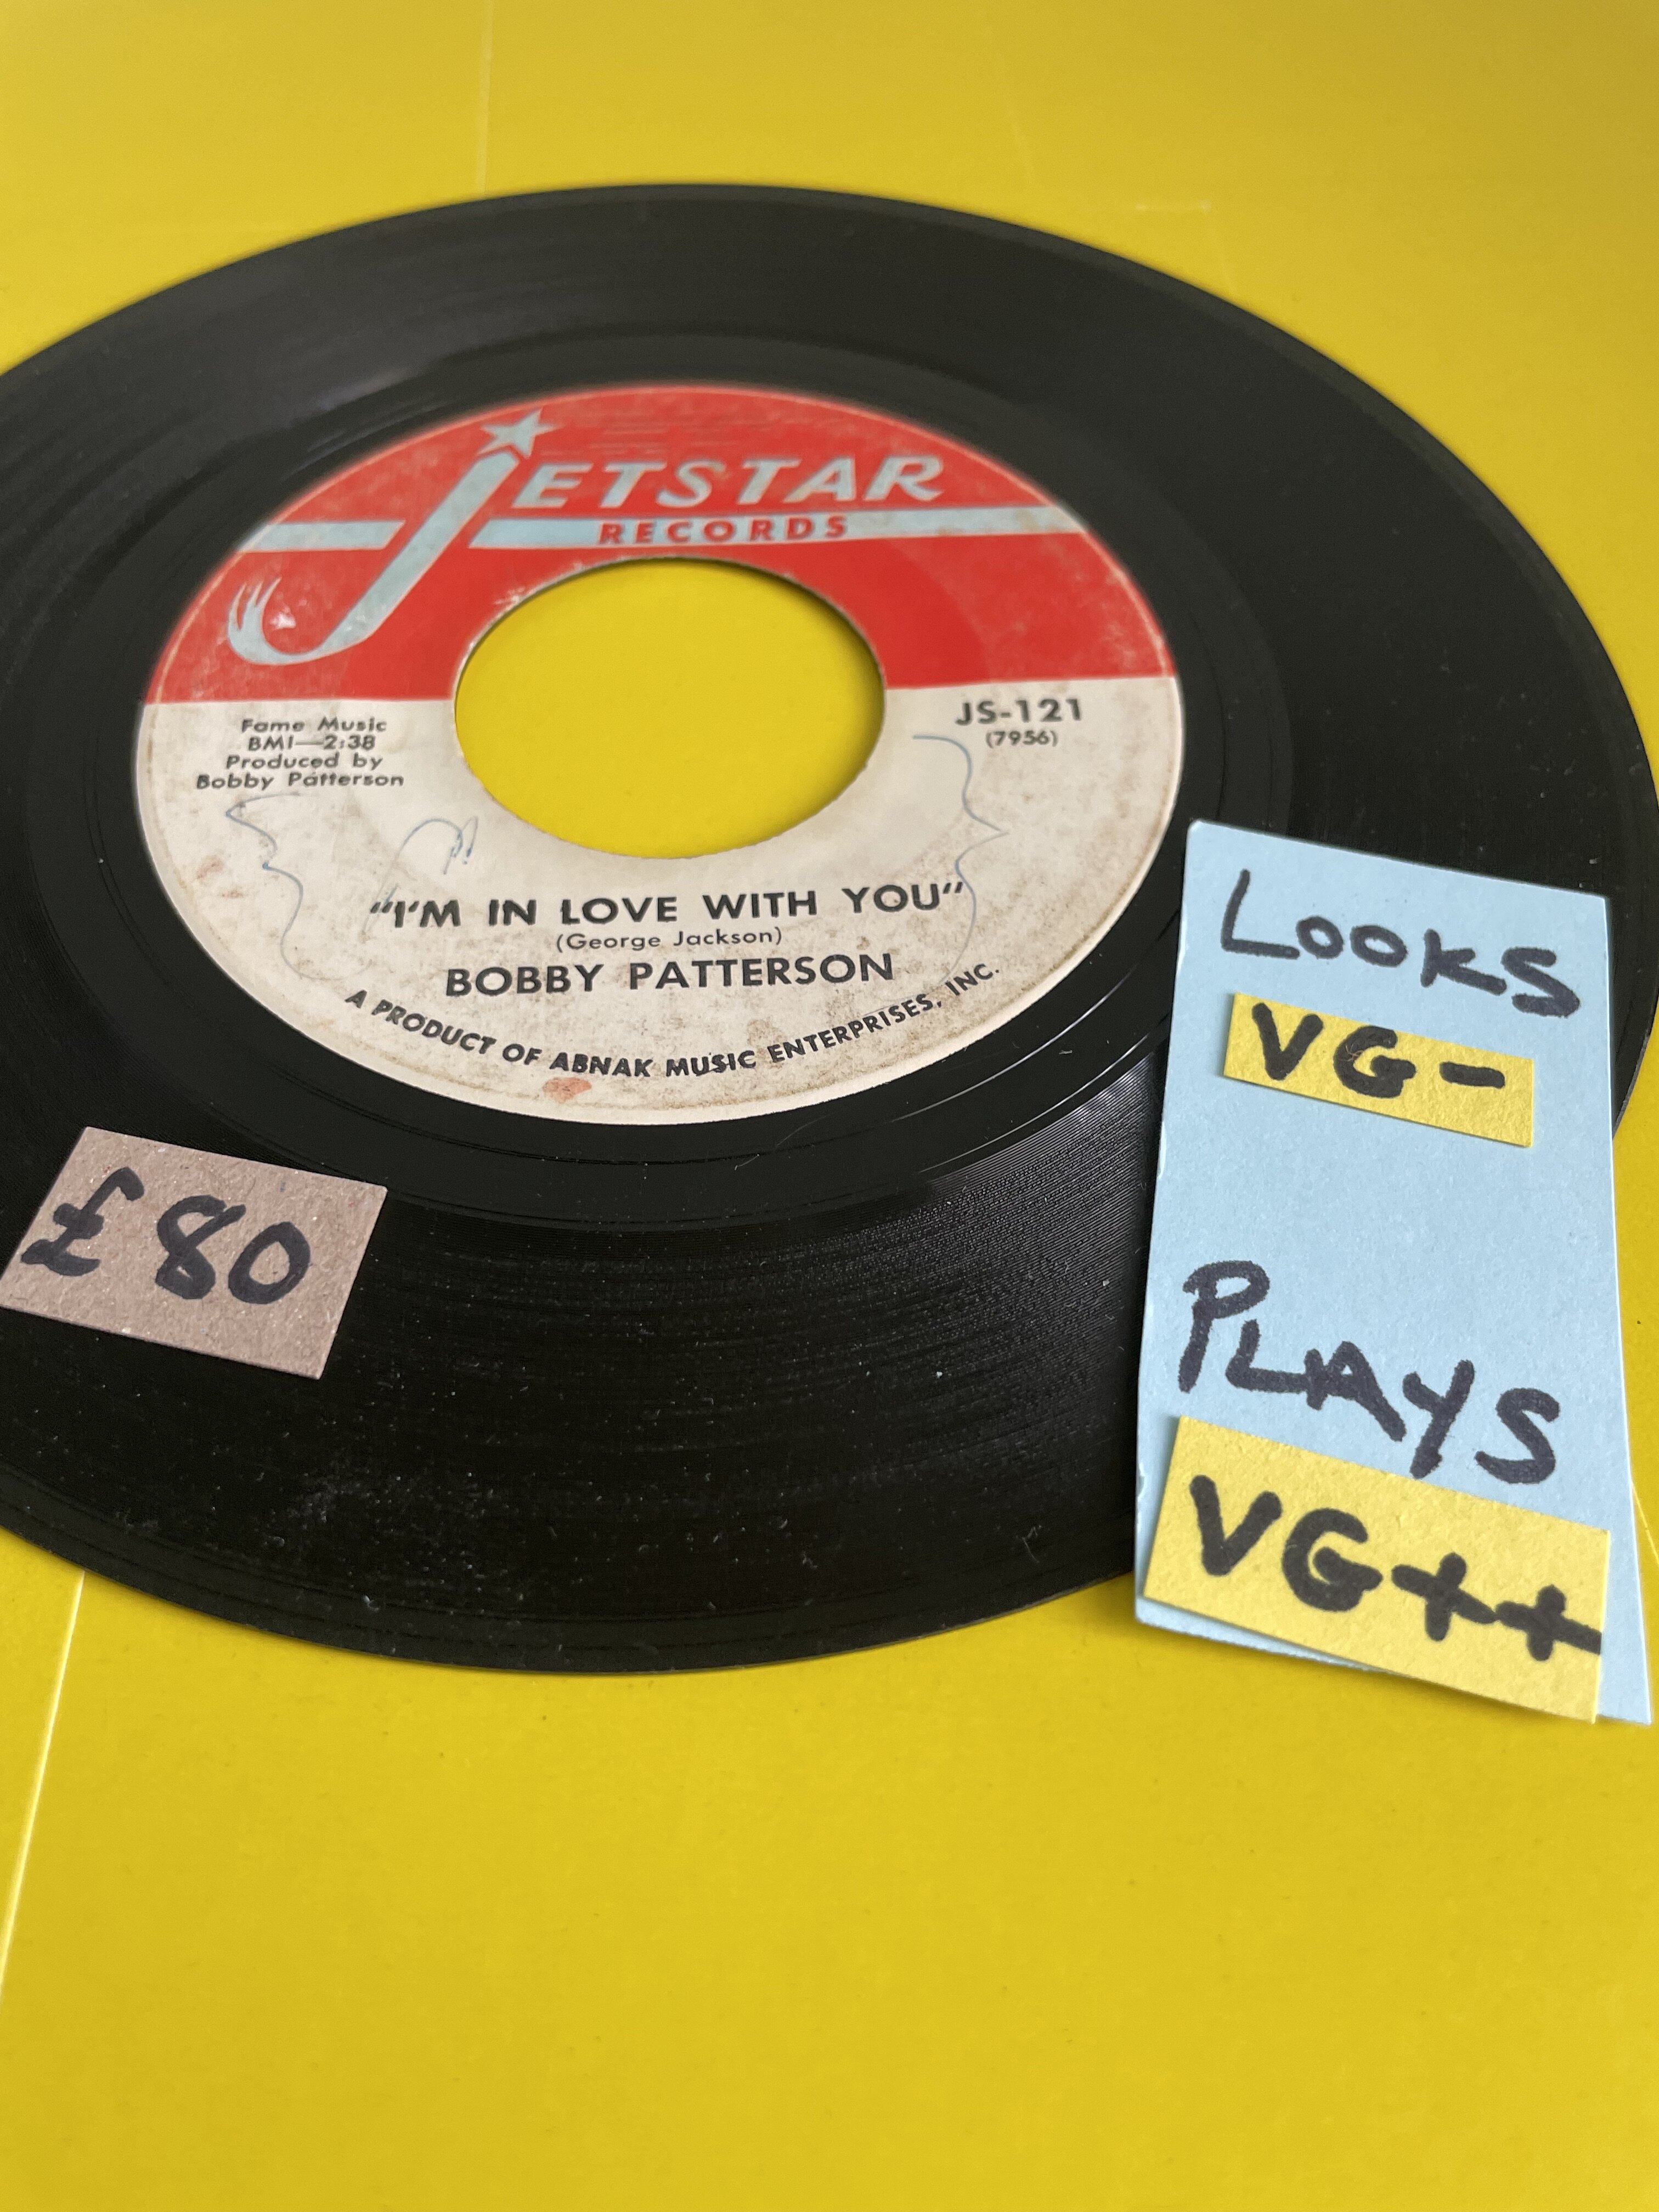 JETSTAR
RECORDS
Fame Music
BMI—2:38
Produced by
Bobby Patterson
JS-121
(7956)
"I'M IN LOVE WITH YOU"
(George Jackson)
BOBBY PATTERSON
A PRODUCT OF ABNAK MUSIC ENTERPRISES, INC.
£80
LOOKS
VG-
PLAYS
VG++